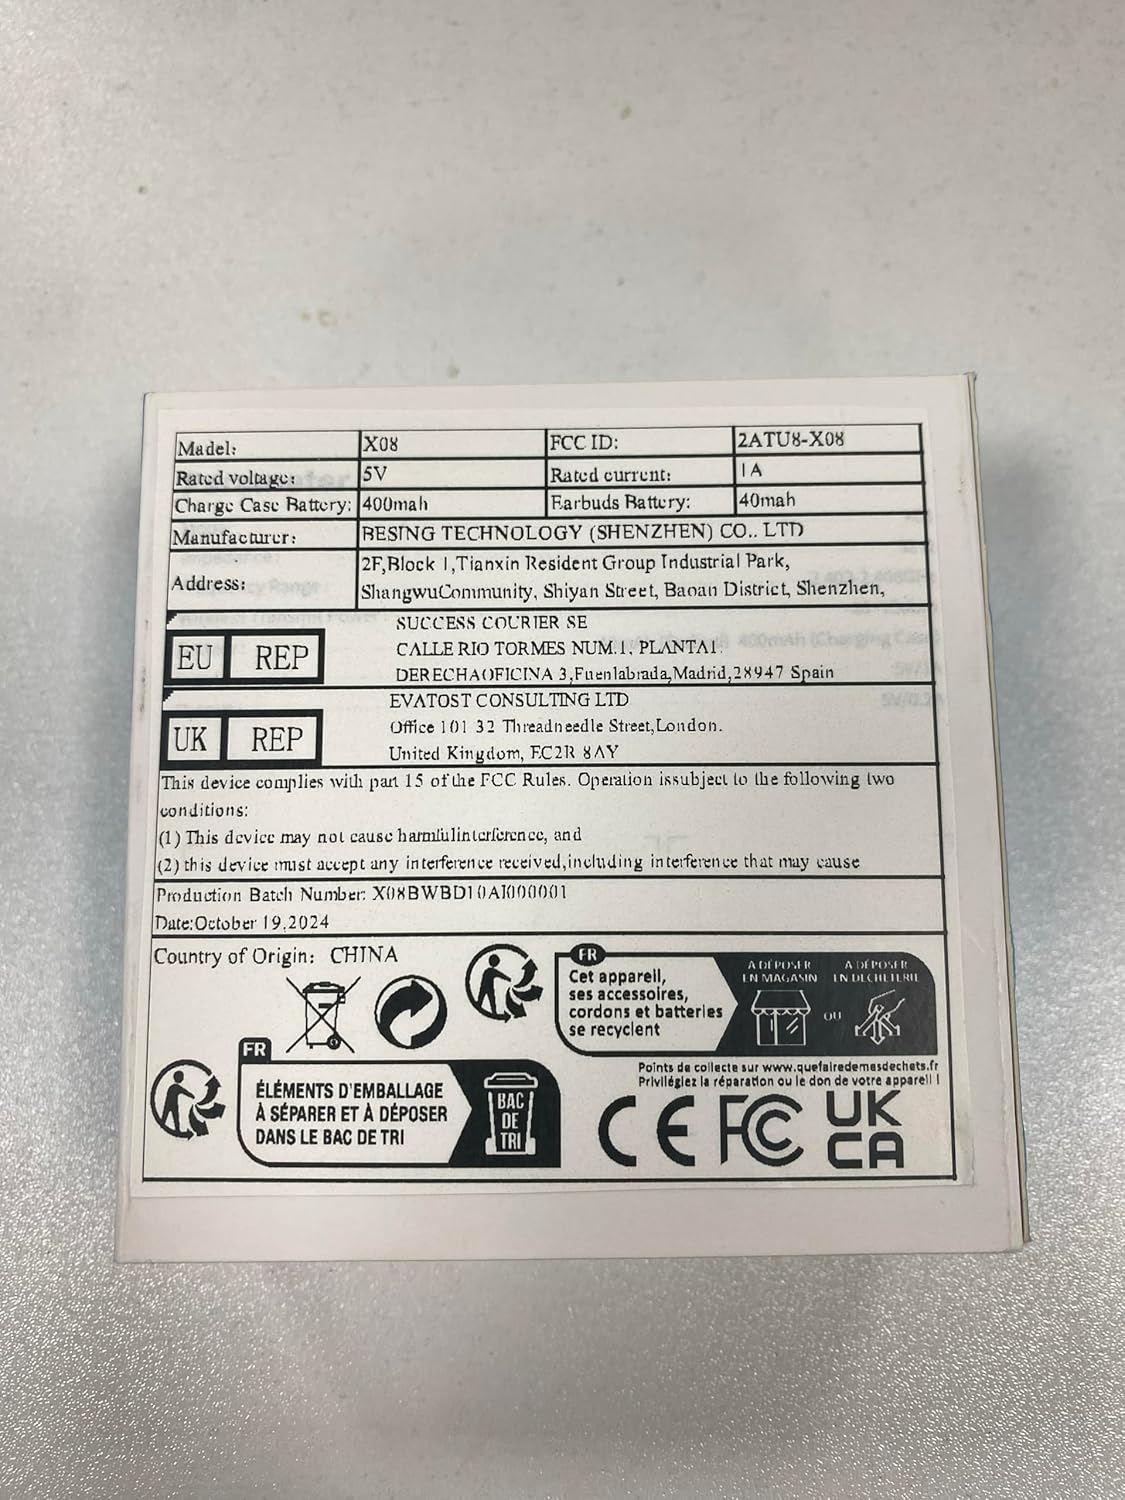 Madel: X08 FCC ID: 2ATU8-X08
Rated voltage: 5V Rated current: 1A
Charge Case Battery: 400mah Earbuds Battery: 40mah
Manufacturer: BESING TECHNOLOGY (SHENZHEN) CO.. LTD
Address: 2F,Block 1,Tianxin Resident Group Industrial Park,
ShangwuCommunity, Shiyan Street, Baoan District, Shenzhen,
EU REP
SUCCESS COURIER SE
CALLE RIO TORMES NUM.1, PLANTA1.
DERECHAOFICINA 3,Fuenlabrada,Madrid,28947 Spain
UK REP
EVATOST CONSULTING LTD
Office 101 32 Threadneedle Street,London.
United Kingdom, EC2R 8AY
This device complies with part 15 of the FCC Rules. Operation issubject to the following two
conditions:
(1) This device may not cause harmfulinterference, and
(2) this device must accept any interference received,including interference that may cause
Production Batch Number: X08BWBD10AI000001
Date:October 19,2024
Country of Origin: CHINA
FR
Cet appareil,
ses accessoires,
cordons et batteries
se recyclent
À DÉPOSER
EN MAGASIN
OU
À DÉPOSER
EN DÉCHÈTERIE
Points de collecte sur www.quefairedemesdechets.fr
Privilégiez la réparation ou le don de votre appareil !
FR
ÉLÉMENTS D'EMBALLAGE
À SÉPARER ET À DÉPOSER
DANS LE BAC DE TRI
BAC
DE
TRI
CE FC UK
CA